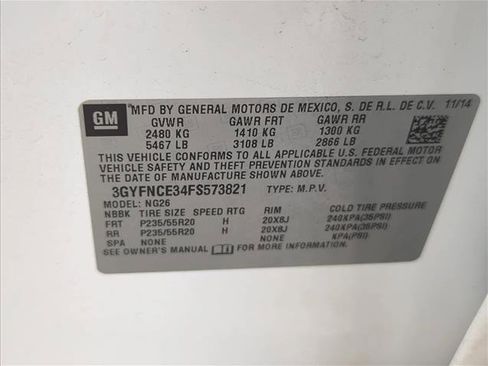 GM
MFD BY GENERAL MOTORS DE MEXICO, S. DE R.L. DE C.V. 11/14
GVWR GAWR FRT GAWR RR
2480 KG 1410 KG 1300 KG
5467 LB 3108 LB 2866 LB
THIS VEHICLE CONFORMS TO ALL APPLICABLE U.S. FEDERAL MOTOR
VEHICLE SAFETY AND THEFT PREVENTION STANDARDS IN EFFECT
ON THE DATE OF MANUFACTURE SHOWN ABOVE.
3GYFNCE34FS573821 TYPE: M.P.V.
MODEL: NG26
NBBK TIRE SIZE SPEED RTG RIM COLD TIRE PRESSURE
FRT P235/55R20 H 20X8J 240KPA(35PSI)
RR P235/55R20 H 20X8J 240KPA(35PSI)
SPA NONE NONE KPA(PSI)
SEE OWNER'S MANUAL FOR MORE INFORMATION.